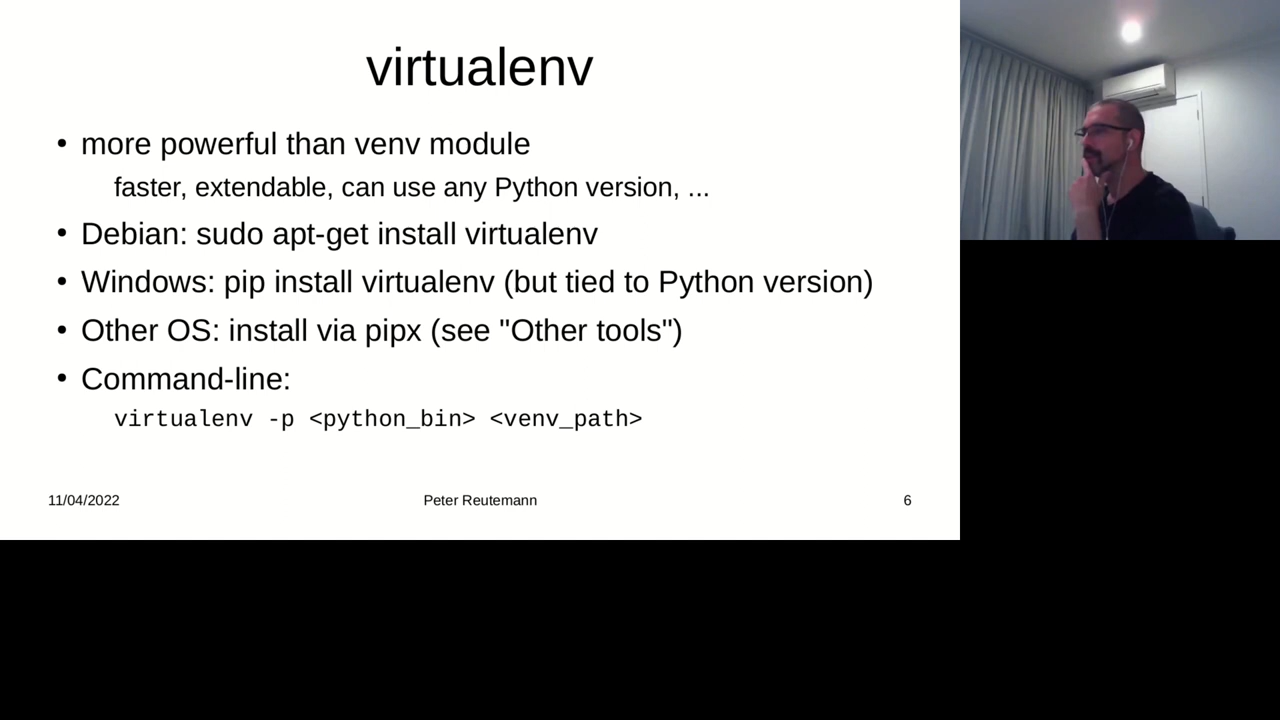 virtualenv
• more powerful than venv module
faster, extendable, can use any Python version, ...
• Debian: sudo apt-get install virtualenv
• Windows: pip install virtualenv (but tied to Python version)
• Other OS: install via pipx (see "Other tools")
• Command-line:
virtualenv -p <python_bin> <venv_path>
11/04/2022 Peter Reutemann 6